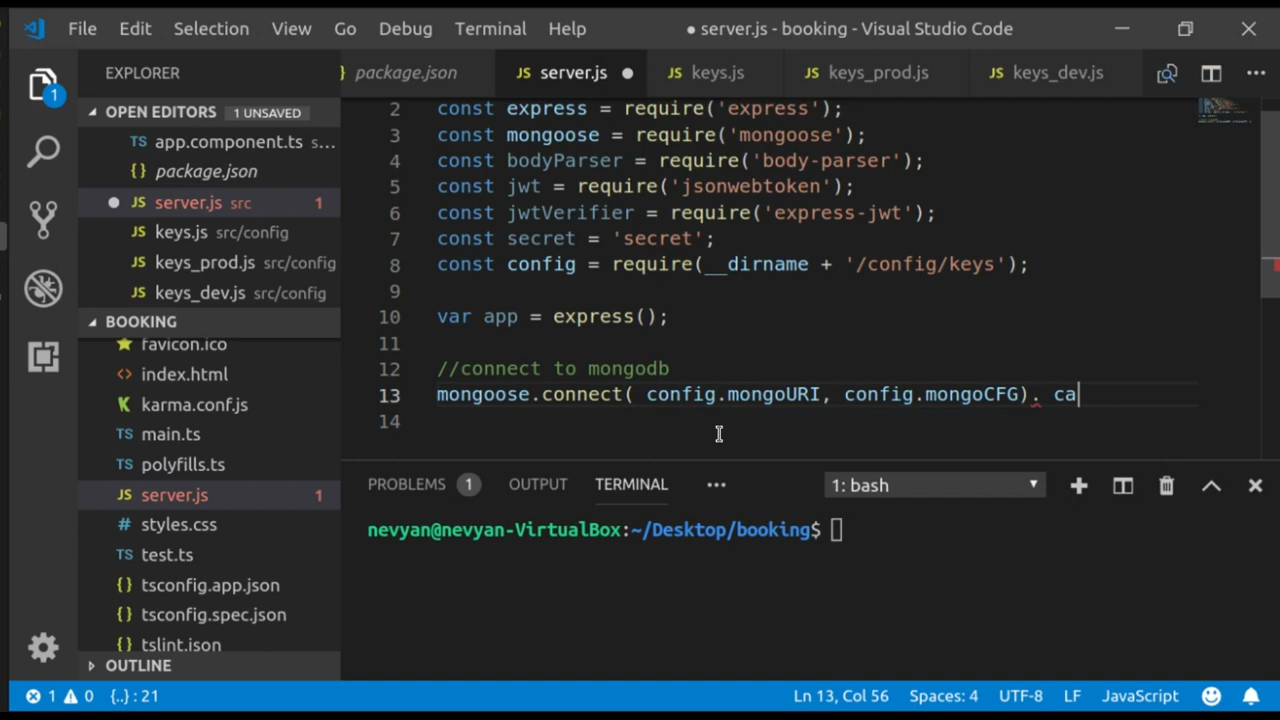 File Edit Selection View Go Debug Terminal Help ● server.js - booking - Visual Studio Code
EXPLORER
OPEN EDITORS 1 UNSAVED
TS app.component.ts s...
{} package.json
● JS server.js src 1
JS keys.js src/config
JS keys_prod.js src/config
JS keys_dev.js src/config
BOOKING
favicon.ico
<> index.html
K karma.conf.js
TS main.ts
TS polyfills.ts
JS server.js 1
# styles.css
TS test.ts
{} tsconfig.app.json
{} tsconfig.spec.json
{} tslint.json
OUTLINE
} package.json JS server.js ● JS keys.js JS keys_prod.js JS keys_dev.js ...
2 const express = require('express');
3 const mongoose = require('mongoose');
4 const bodyParser = require('body-parser');
5 const jwt = require('jsonwebtoken');
6 const jwtVerifier = require('express-jwt');
7 const secret = 'secret';
8 const config = require(__dirname + '/config/keys');
9
10 var app = express();
11
12 //connect to mongodb
13 mongoose.connect( config.mongoURI, config.mongoCFG). ca
14
PROBLEMS 1 OUTPUT TERMINAL ... 1: bash
nevyan@nevyan-VirtualBox:~/Desktop/booking$
1 0 {..} : 21 Ln 13, Col 56 Spaces: 4 UTF-8 LF JavaScript
1